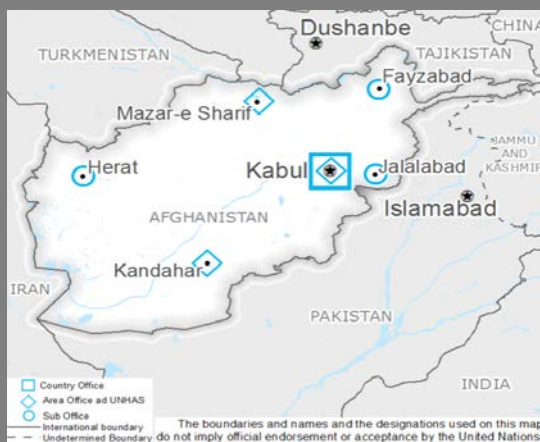 Dushanbe
CHINA
TURKMENISTAN
TAJIKISTAN
Fayzabad
Mazar-e Sharif
JAMMU
AND
KASHMIR
Herat
Kabul
Jalalabad
Islamabad
AFGHANISTAN
Kandahar
IRAN
PAKISTAN
INDIA
Country Office
Area Office ad UNHAS
Sub Office
International boundary
Undetermined Boundary
The boundaries and names and the designations used on this map
do not imply official endorsement or acceptance by the United Nations.